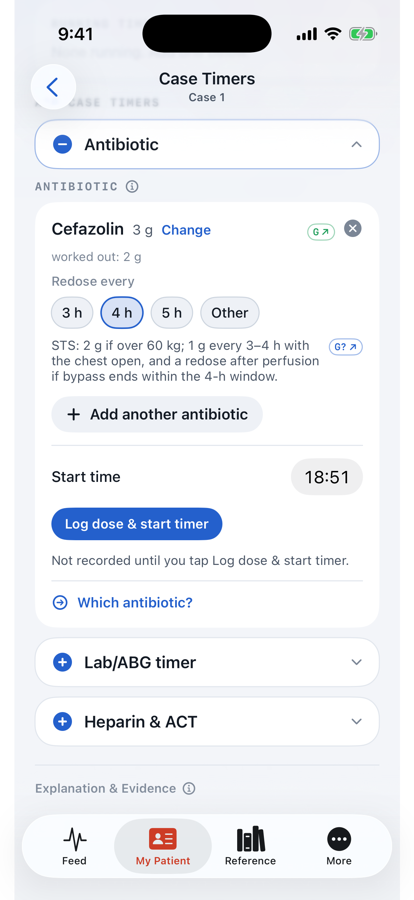 9:41
Case Timers
Case 1
CASE TIMERS
Antibiotic
ANTIBIOTIC
Cefazolin 3 g Change G ↗
worked out: 2 g
Redose every
3 h 4 h 5 h Other
STS: 2 g if over 60 kg; 1 g every 3–4 h with G? ↗
the chest open, and a redose after perfusion
if bypass ends within the 4-h window.
+ Add another antibiotic
Start time 18:51
Log dose & start timer
Not recorded until you tap Log dose & start timer.
Which antibiotic?
Lab/ABG timer
Heparin & ACT
Explanation & Evidence
Feed My Patient Reference More